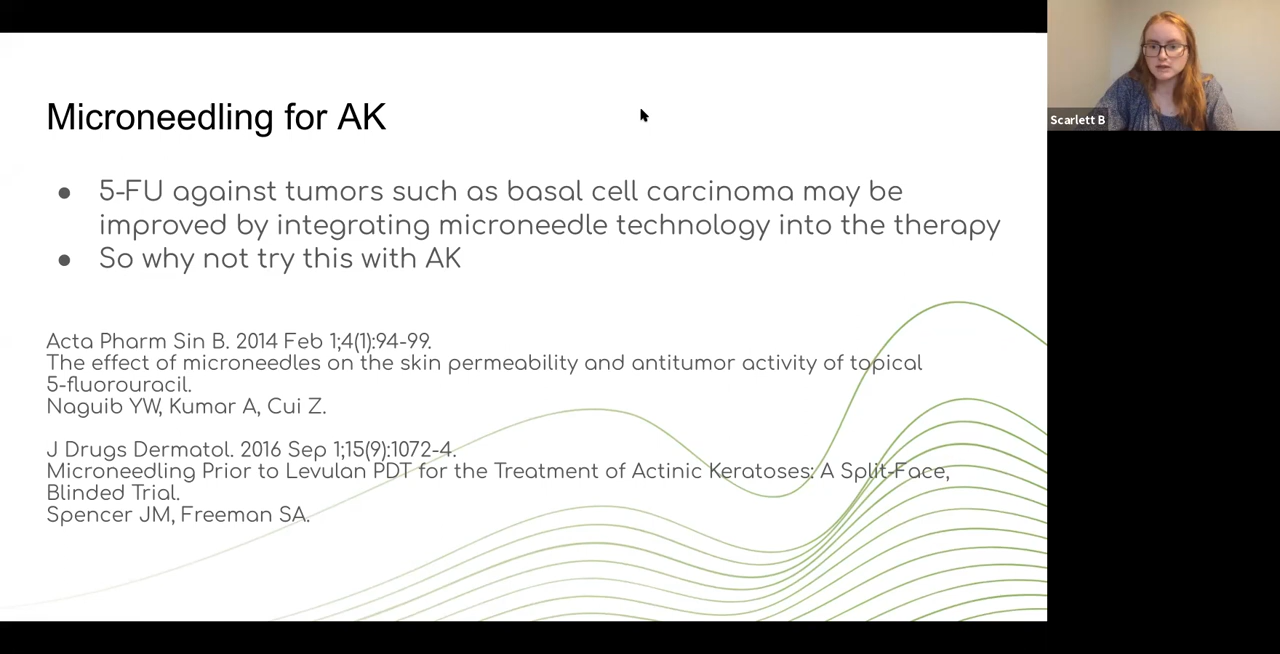 Microneedling for AK
● 5-FU against tumors such as basal cell carcinoma may be
improved by integrating microneedle technology into the therapy
● So why not try this with AK
Acta Pharm Sin B. 2014 Feb 1;4(1):94-99.
The effect of microneedles on the skin permeability and antitumor activity of topical
5-fluorouracil.
Naguib YW, Kumar A, Cui Z.
J Drugs Dermatol. 2016 Sep 1;15(9):1072-4.
Microneedling Prior to Levulan PDT for the Treatment of Actinic Keratoses: A Split-Face,
Blinded Trial.
Spencer JM, Freeman SA.
Scarlett B